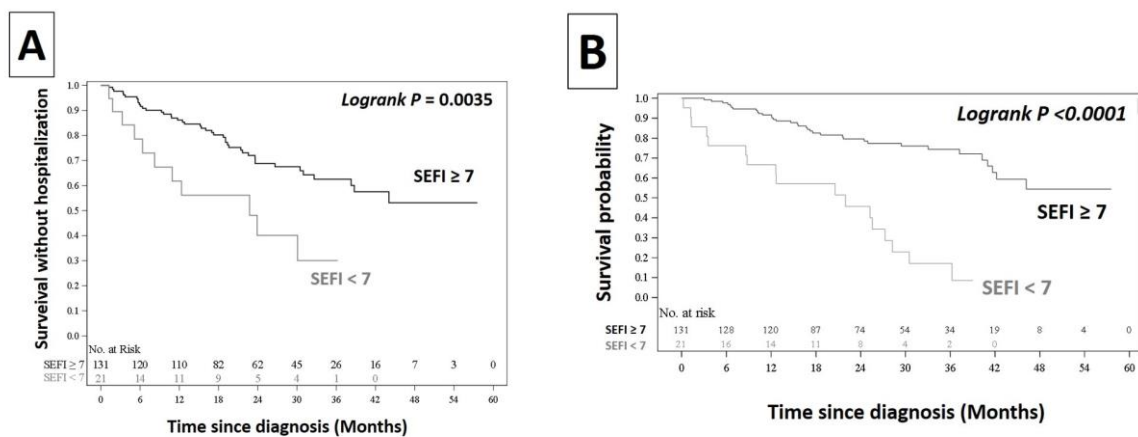 A
Surveival without hospitalization
1.0
0.9
0.8
0.7
0.6
0.5
0.4
0.3
0.2
0.1
0.0
Logrank P = 0.0035
SEFI ≥ 7
SEFI < 7
No. at Risk
SEFI ≥ 7 131 120 110 82 62 45 26 16 7 3 0
SEFI < 7 21 14 11 9 5 4 1 0
0 6 12 18 24 30 36 42 48 54 60
Time since diagnosis (Months)
B
Survival probability
1.0
0.9
0.8
0.7
0.6
0.5
0.4
0.3
0.2
0.1
0.0
Logrank P <0.0001
SEFI ≥ 7
SEFI < 7
No. at risk
SEFI ≥ 7 131 128 120 87 74 54 34 19 8 4 0
SEFI < 7 21 16 14 11 8 4 2 0
0 6 12 18 24 30 36 42 48 54 60
Time since diagnosis (Months)